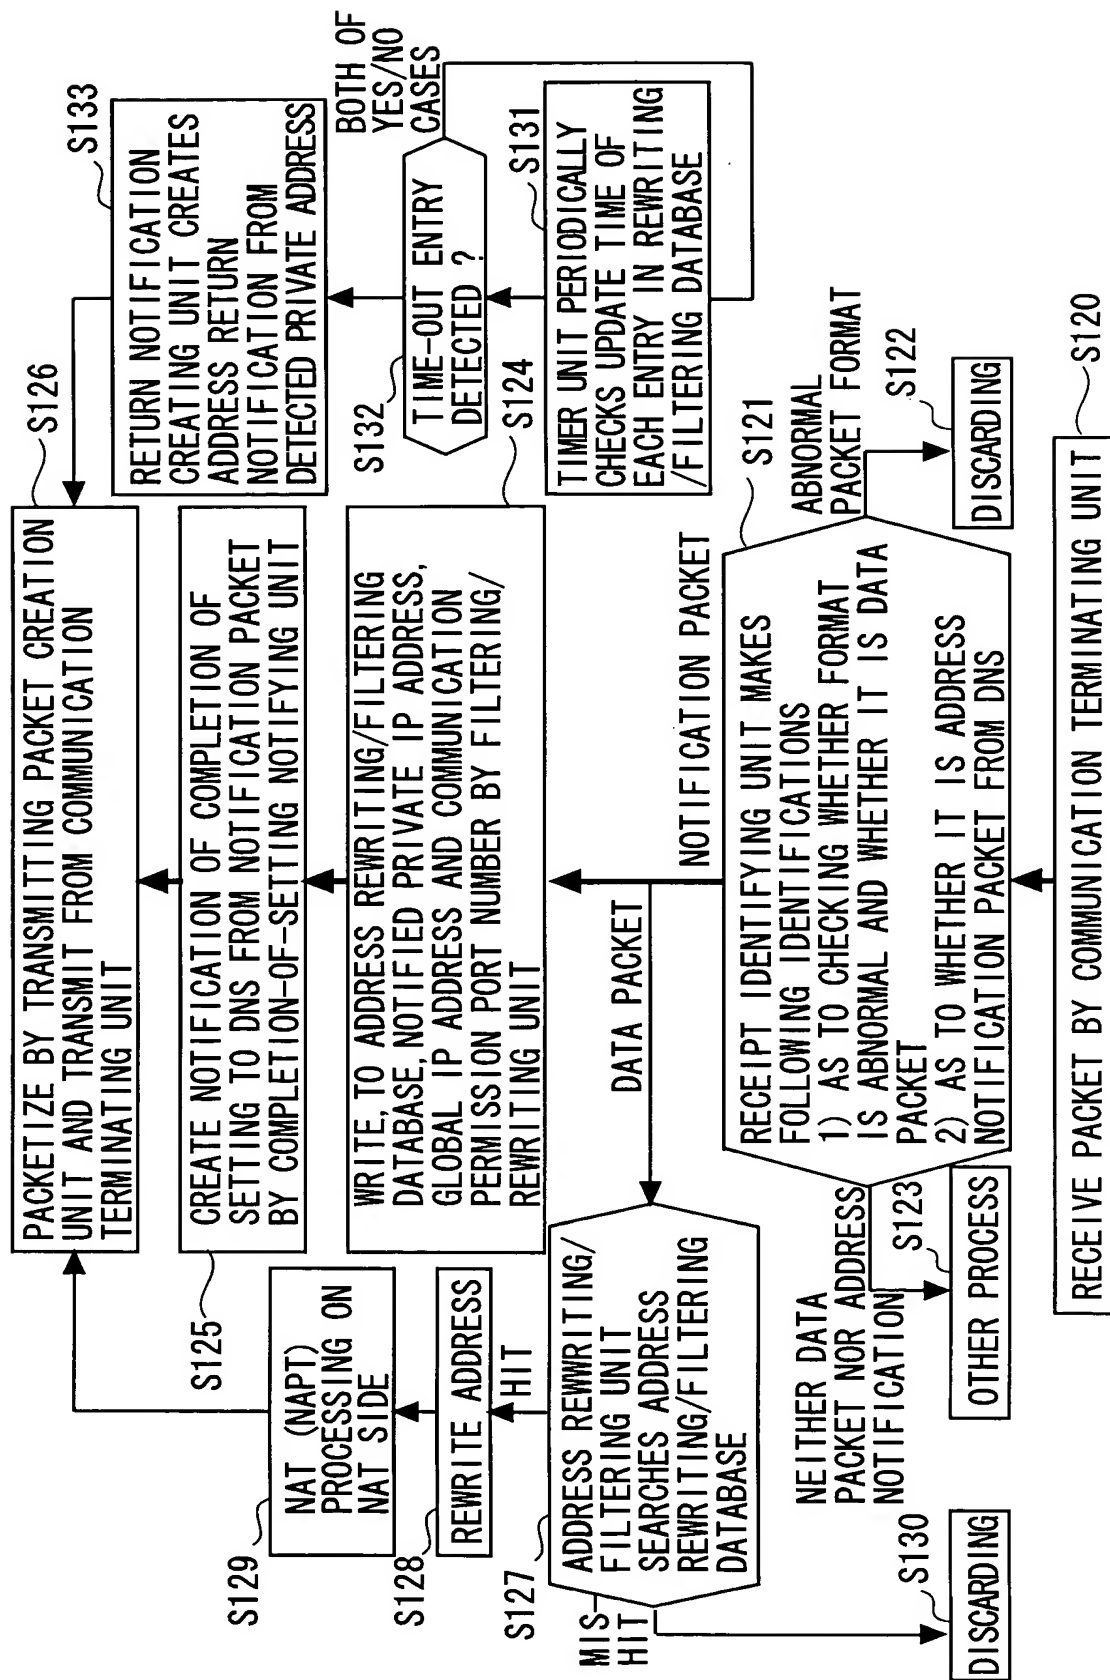 PACKETIZE BY TRANSMITTING PACKET CREATION
UNIT AND TRANSMIT FROM COMMUNICATION
TERMINATING UNIT
S126
CREATE NOTIFICATION OF COMPLETION OF
SETTING TO DNS FROM NOTIFICATION PACKET
BY COMPLETION-OF-SETTING NOTIFYING UNIT
S125
WRITE, TO ADDRESS REWRITING/FILTERING
DATABASE, NOTIFIED PRIVATE IP ADDRESS,
GLOBAL IP ADDRESS AND COMMUNICATION
PERMISSION PORT NUMBER BY FILTERING/
REWRITING UNIT
S124
S133
RETURN NOTIFICATION
CREATING UNIT CREATES
ADDRESS RETURN
NOTIFICATION FROM
DETECTED PRIVATE ADDRESS
BOTH OF
YES/NO
CASES
S132
TIME-OUT ENTRY
DETECTED ?
S131
TIMER UNIT PERIODICALLY
CHECKS UPDATE TIME OF
EACH ENTRY IN REWRITING
/FILTERING DATABASE
S129
NAT (NAPT)
PROCESSING ON
NAT SIDE
S128
REWRITE ADDRESS
HIT
S127
ADDRESS REWWRITING/
FILTERING UNIT
SEARCHES ADDRESS
REWRITING/FILTERING
DATABASE
MIS-
HIT
S130
DISCARDING
DATA PACKET
NOTIFICATION PACKET
S121
RECEIPT IDENTIFYING UNIT MAKES
FOLLOWING IDENTIFICATIONS
1) AS TO CHECKING WHETHER FORMAT
IS ABNORMAL AND WHETHER IT IS DATA
PACKET
2) AS TO WHETHER IT IS ADDRESS
NOTIFICATION PACKET FROM DNS
ABNORMAL
PACKET FORMAT
S122
DISCARDING
NEITHER DATA
PACKET NOR ADDRESS
NOTIFICATION
S123
OTHER PROCESS
S120
RECEIVE PACKET BY COMMUNICATION TERMINATING UNIT